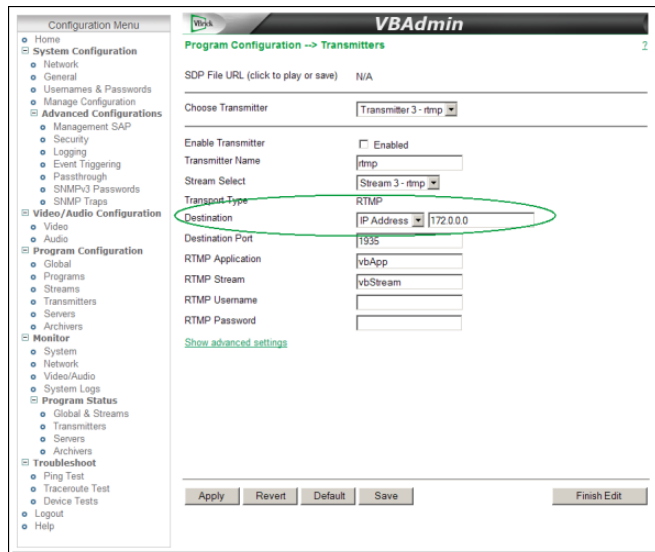 Configuration Menu
Home
System Configuration
Network
General
Usernames & Passwords
Manage Configuration
Advanced Configurations
Management SAP
Security
Logging
Event Triggering
Passthrough
SNMPv3 Passwords
SNMP Traps
Video/Audio Configuration
Video
Audio
Program Configuration
Global
Programs
Streams
Transmitters
Servers
Archivers
Monitor
System
Network
Video/Audio
System Logs
Program Status
Global & Streams
Transmitters
Servers
Archivers
Troubleshoot
Ping Test
Traceroute Test
Device Tests
Logout
Help
VBrick
VBAdmin
Program Configuration --> Transmitters ?
SDP File URL (click to play or save) N/A
Choose Transmitter Transmitter 3 - rtmp
Enable Transmitter Enabled
Transmitter Name rtmp
Stream Select Stream 3 - rtmp
Transport Type RTMP
Destination IP Address 172.0.0.0
Destination Port 1935
RTMP Application vbApp
RTMP Stream vbStream
RTMP Username
RTMP Password
Show advanced settings
Apply Revert Default Save Finish Edit